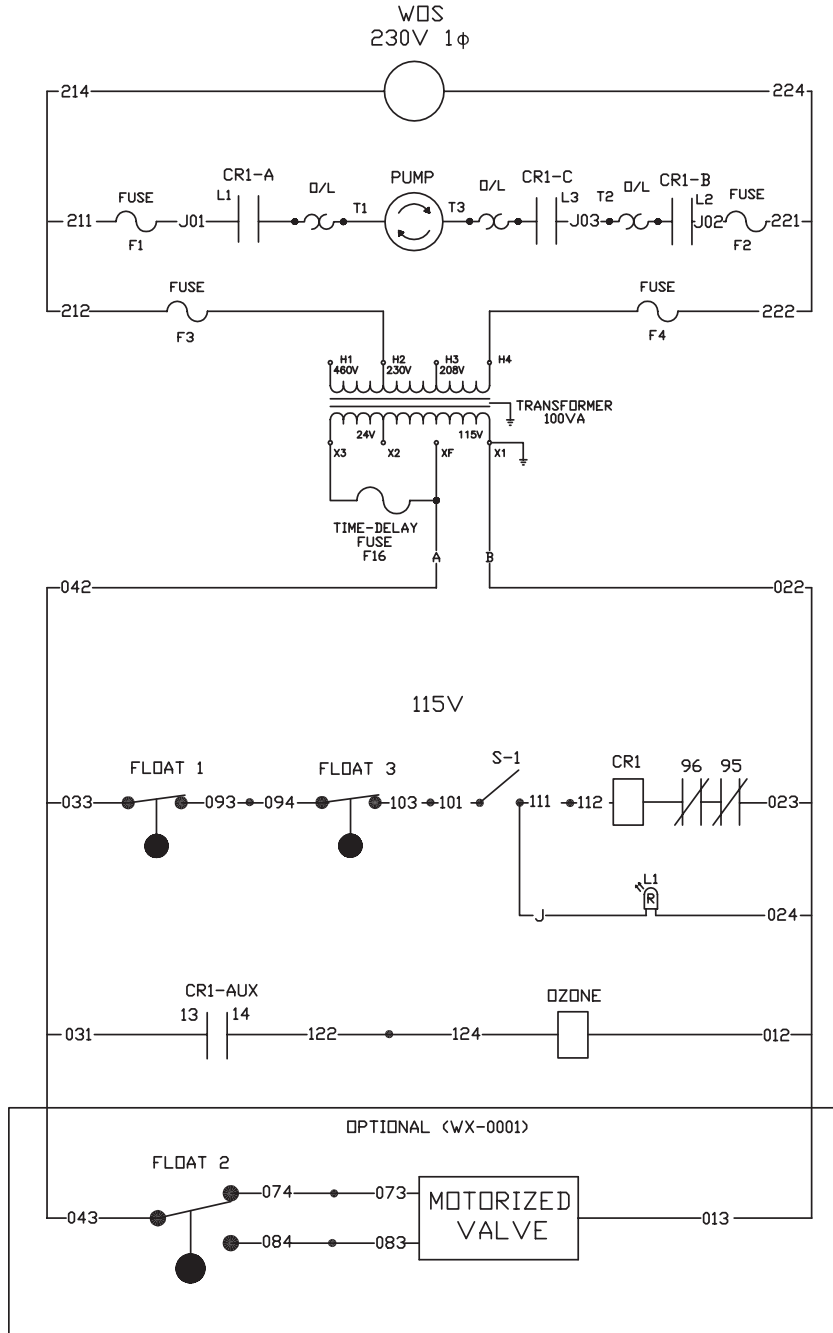 WOS
230V 1ϕ
214
224
CR1-A
O/L
PUMP
O/L
CR1-C
O/L
CR1-B
FUSE
L1
T1
T3
L3
T2
L2
FUSE
211
J01
J03
J02
221
F1
F2
FUSE
FUSE
212
222
F3
F4
H1
H2
H3
H4
460V
230V
208V
TRANSFORMER
100VA
24V
115V
X3
X2
XF
X1
TIME-DELAY
FUSE
F16
A
B
042
022
115V
FLOAT 1
FLOAT 3
S-1
CR1
96
95
033
093
094
103
101
111
112
023
L1
R
J
024
CR1-AUX
OZONE
13
14
031
122
124
012
OPTIONAL (WX-0001)
FLOAT 2
074
073
MOTORIZED
VALVE
043
013
084
083